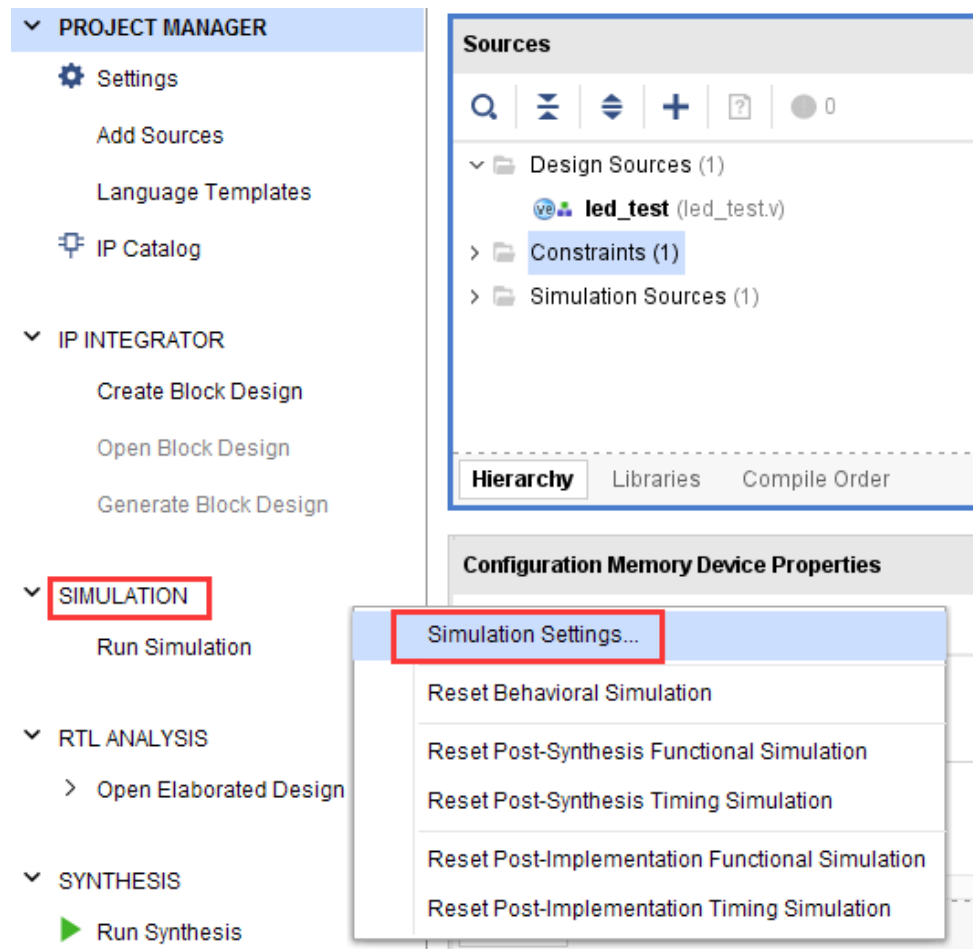 PROJECT MANAGER
Settings
Add Sources
Language Templates
IP Catalog
IP INTEGRATOR
Create Block Design
Open Block Design
Generate Block Design
SIMULATION
Run Simulation
RTL ANALYSIS
Open Elaborated Design
SYNTHESIS
Run Synthesis
Sources
0
Design Sources (1)
led_test (led_test.v)
Constraints (1)
Simulation Sources (1)
Hierarchy Libraries Compile Order
Configuration Memory Device Properties
Simulation Settings...
Reset Behavioral Simulation
Reset Post-Synthesis Functional Simulation
Reset Post-Synthesis Timing Simulation
Reset Post-Implementation Functional Simulation
Reset Post-Implementation Timing Simulation